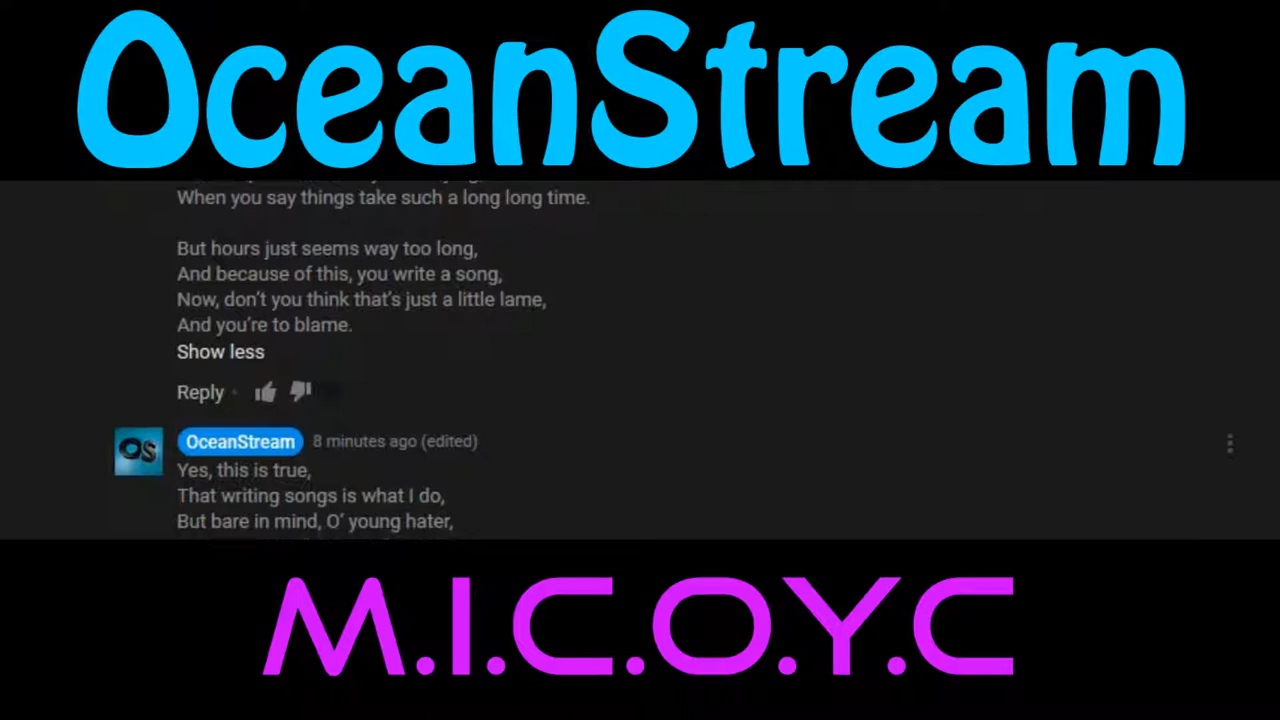 OceanStream
When you say things take such a long long time.
But hours just seems way too long,
And because of this, you write a song,
Now, don't you think that's just a little lame,
And you're to blame.
Show less
Reply
OS OceanStream 8 minutes ago (edited)
Yes, this is true,
That writing songs is what I do,
But bare in mind, O' young hater,
M.I.C.O.Y.C